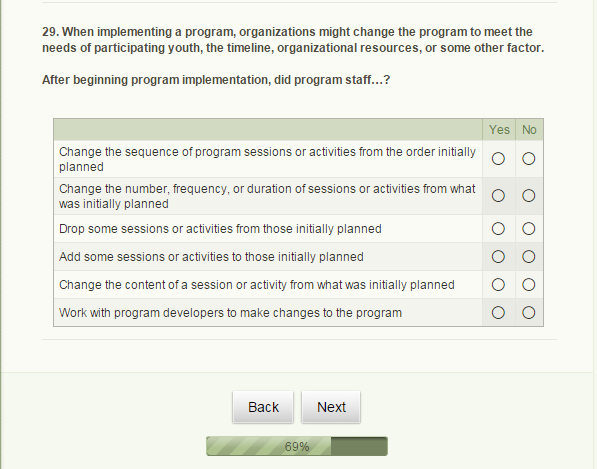 29. When implementing a program, organizations might change the program to meet the
needs of participating youth, the timeline, organizational resources, or some other factor.
After beginning program implementation, did program staff...?
Yes No
Change the sequence of program sessions or activities from the order initially
planned
Change the number, frequency, or duration of sessions or activities from what
was initially planned
Drop some sessions or activities from those initially planned
Add some sessions or activities to those initially planned
Change the content of a session or activity from what was initially planned
Work with program developers to make changes to the program
Back Next
69%